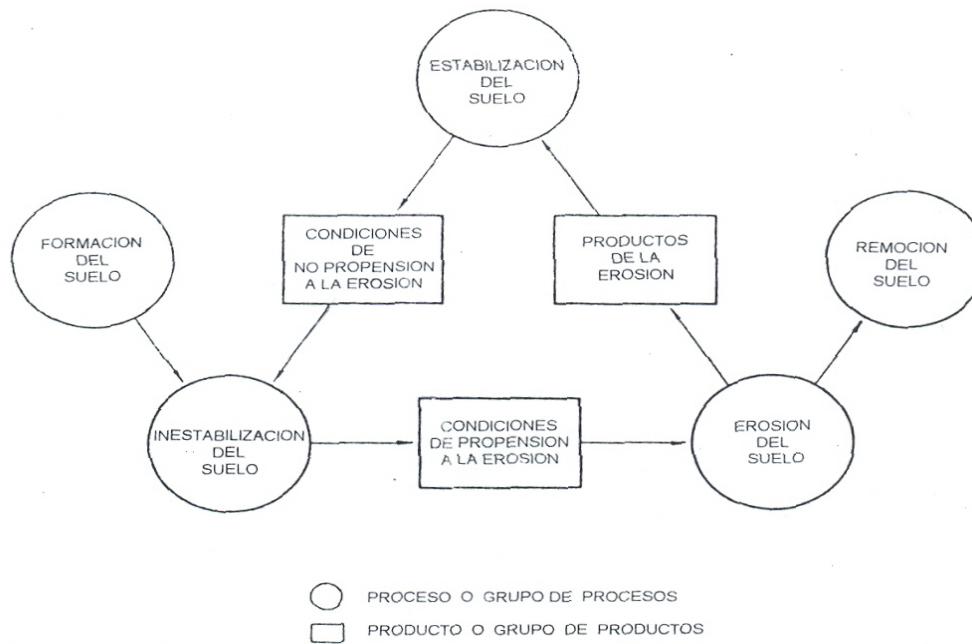 ESTABILIZACION
DEL
SUELO
FORMACION
DEL
SUELO
CONDICIONES
DE
NO PROPENSION
A LA EROSION
PRODUCTOS
DE LA
EROSION
REMOCION
DEL
SUELO
INESTABILIZACION
DEL
SUELO
CONDICIONES
DE PROPENSION
A LA EROSION
EROSION
DEL
SUELO
PROCESO O GRUPO DE PROCESOS
PRODUCTO O GRUPO DE PRODUCTOS